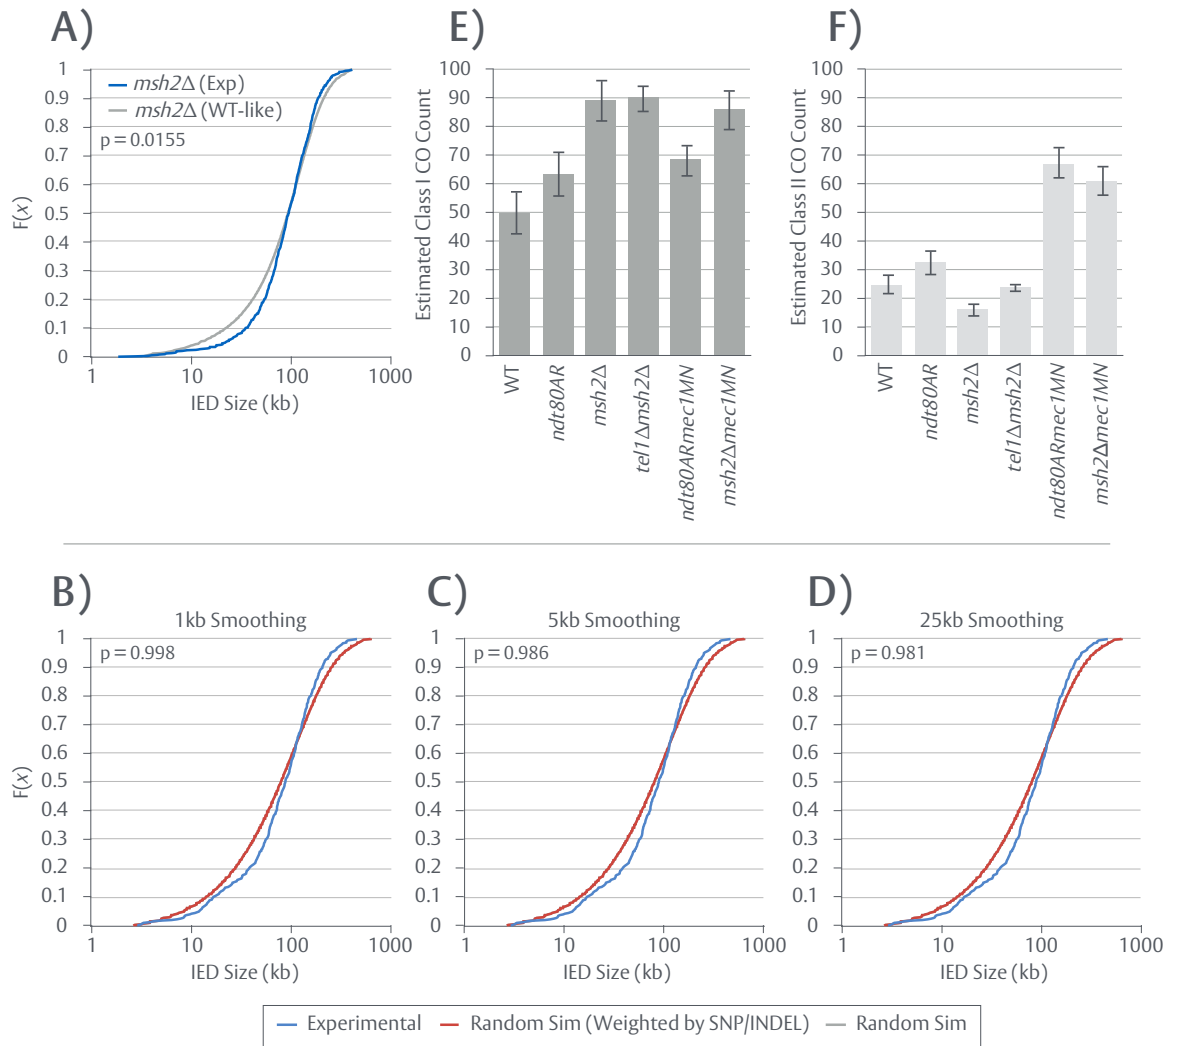 A)
msh2Δ (Exp)
msh2Δ (WT-like)
p = 0.0155
1
0.9
0.8
0.7
0.6
0.5
0.4
0.3
0.2
0.1
0
F(x)
1 10 100 1000
IED Size (kb)
E)
Estimated Class I CO Count
100
90
80
70
60
50
40
30
20
10
0
WT
ndt80AR
msh2Δ
tel1Δmsh2Δ
ndt80ARmec1MN
msh2Δmec1MN
F)
Estimated Class II CO Count
100
90
80
70
60
50
40
30
20
10
0
WT
ndt80AR
msh2Δ
tel1Δmsh2Δ
ndt80ARmec1MN
msh2Δmec1MN
B)
1kb Smoothing
p = 0.998
1
0.9
0.8
0.7
0.6
0.5
0.4
0.3
0.2
0.1
0
F(x)
1 10 100 1000
IED Size (kb)
C)
5kb Smoothing
p = 0.986
1
0.9
0.8
0.7
0.6
0.5
0.4
0.3
0.2
0.1
0
1 10 100 1000
IED Size (kb)
D)
25kb Smoothing
p = 0.981
1
0.9
0.8
0.7
0.6
0.5
0.4
0.3
0.2
0.1
0
1 10 100 1000
IED Size (kb)
Experimental Random Sim (Weighted by SNP/INDEL) Random Sim